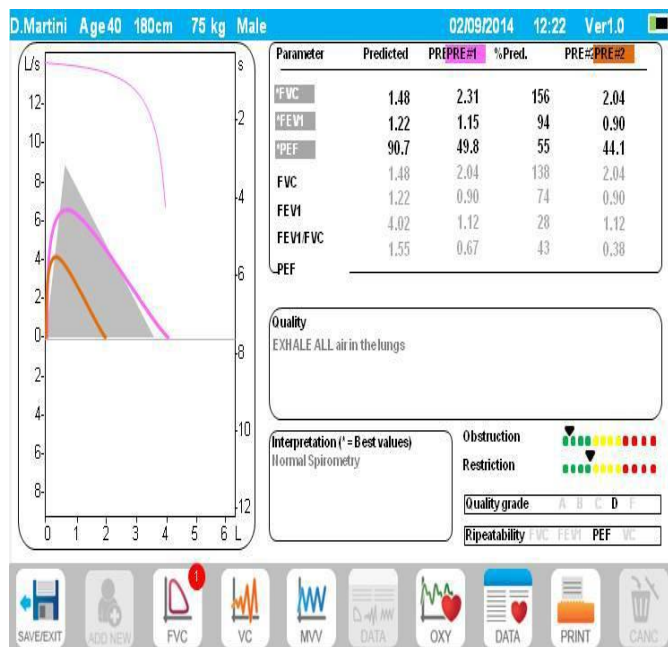 D.Martini Age40 180cm 75 kg Male 02/09/2014 12:22 Ver1.0
L/s s
12
10
8
6
4
2
0
2
4
6
8
2
4
6
8
10
12
0 1 2 3 4 5 6 L
Parameter Predicted PREPRE#1 %Pred. PRE#2PRE#2
*FVC 1.48 2.31 156 2.04
*FEV1 1.22 1.15 94 0.90
*PEF 90.7 49.8 55 44.1
FVC 1.48 2.04 138 2.04
FEV1 1.22 0.90 74 0.90
FEV1/FVC 4.02 1.12 28 1.12
PEF 1.55 0.67 43 0.38
Quality
EXHALE ALL air in the lungs
Interpretation (* = Best values)
Normal Spirometry
Obstruction
Restriction
Quality grade A B C D F
Repeatability FVC FEV1 PEF VC
1
SAVE/EXIT ADD NEW FVC VC MVV DATA OXY DATA PRINT CANC